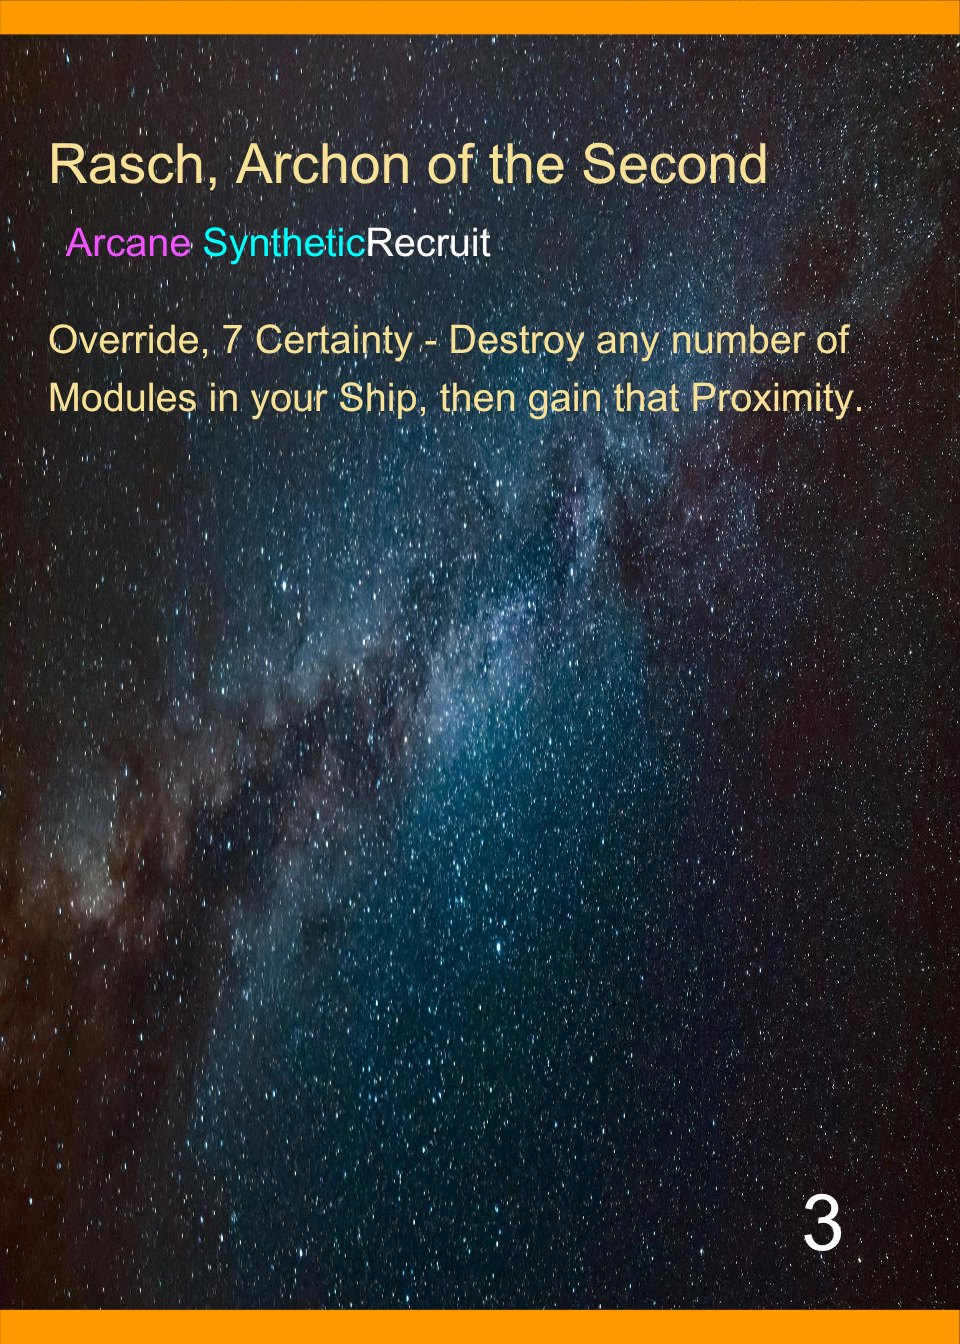 Rasch, Archon of the Second
Arcane SyntheticRecruit
Override, 7 Certainty - Destroy any number of
Modules in your Ship, then gain that Proximity.
3